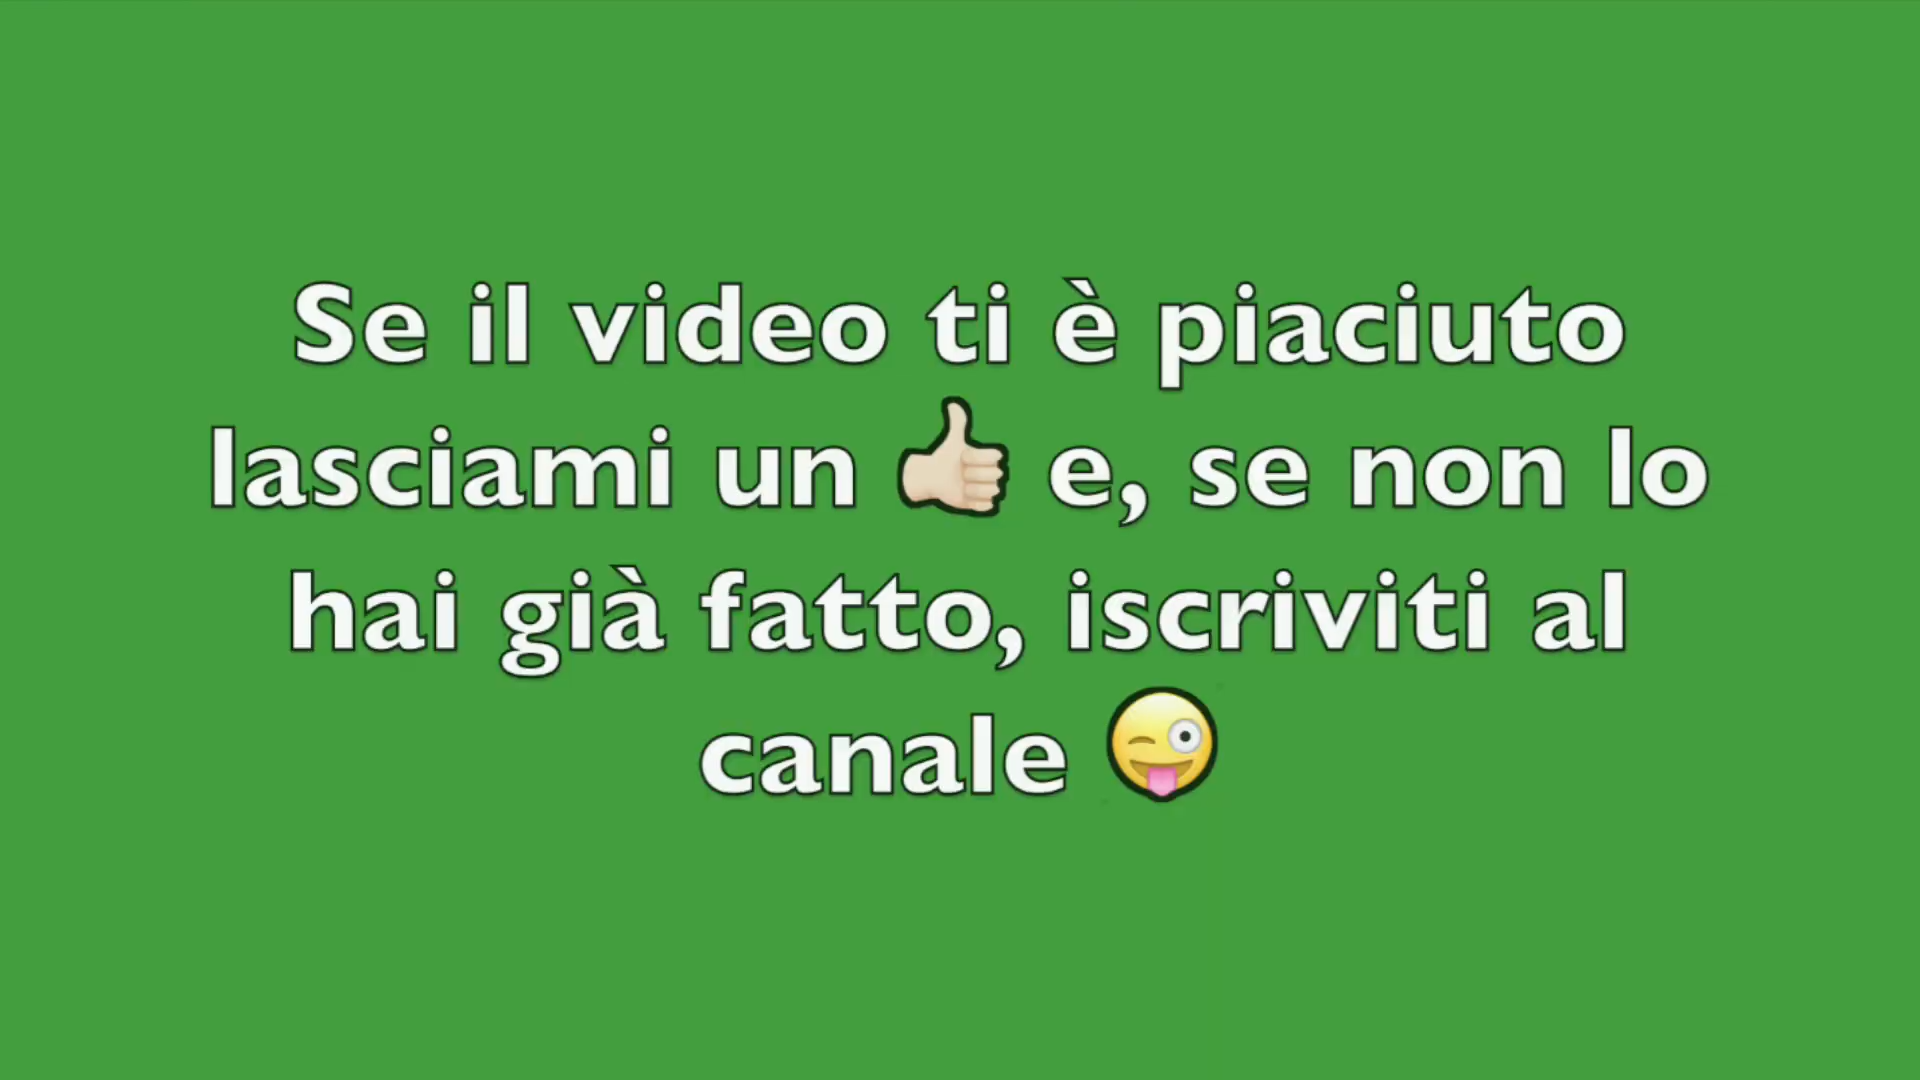 Se il video ti è piaciuto
lasciami un 👍🏻 e, se non lo
hai già fatto, iscriviti al
canale 😜